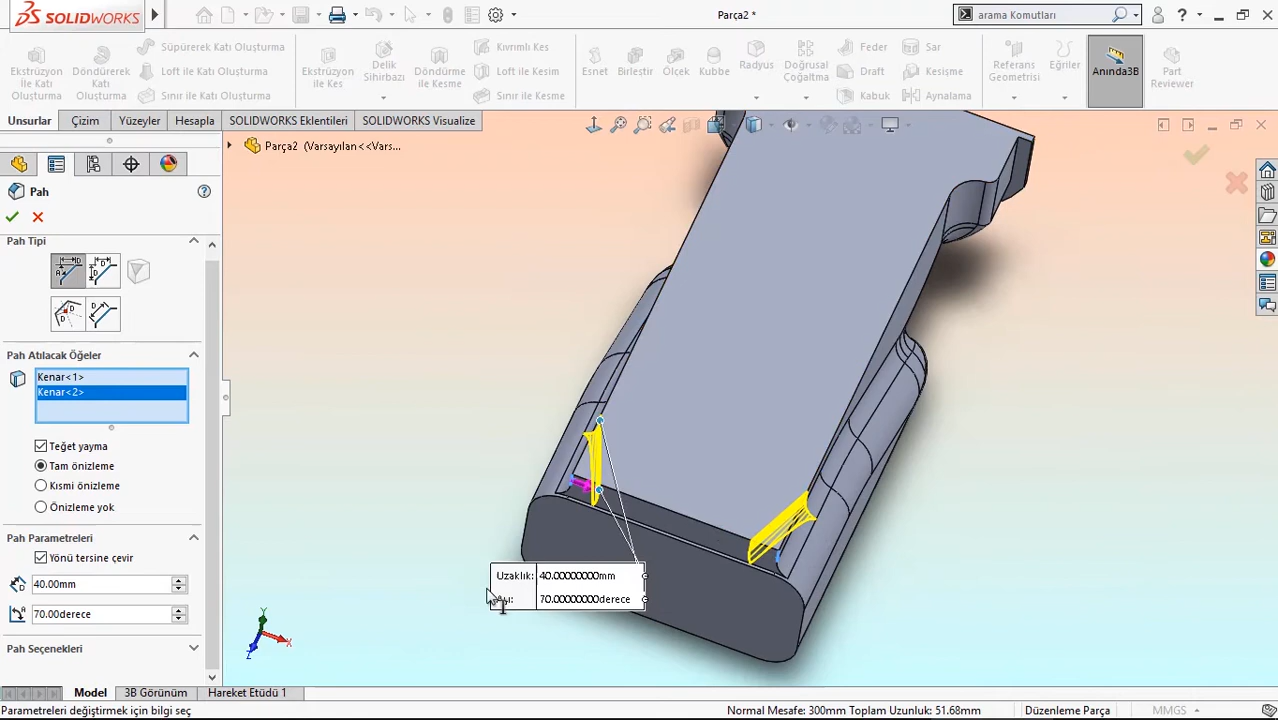 SOLIDWORKS
Parça2 *
arama Komutları
Ekstrüzyon İle Katı Oluşturma
Döndürerek Katı Oluşturma
Süpürerek Katı Oluşturma
Loft ile Katı Oluşturma
Sınır ile Katı Oluşturma
Ekstrüzyon ile Kes
Delik Sihirbazı
Döndürme ile Kesme
Kıvrımlı Kes
Loft ile Kesim
Sınır ile Kesme
Esnet
Birleştir
Ölçek
Kubbe
Radyus
Doğrusal Çoğaltma
Feder
Draft
Kabuk
Sar
Kesişme
Aynalama
Referans Geometrisi
Eğriler
Anında3B
Part Reviewer
Unsurlar
Çizim
Yüzeyler
Hesapla
SOLIDWORKS Eklentileri
SOLIDWORKS Visualize
Parça2 (Varsayılan<<Vars...
Pah
Pah Tipi
Pah Atılacak Öğeler
Kenar<1>
Kenar<2>
Teğet yayma
Tam önizleme
Kısmi önizleme
Önizleme yok
Pah Parametreleri
Yönü tersine çevir
40.00mm
70.00derece
Pah Seçenekleri
Uzaklık: 40.00000000mm
70.00000000derece
Y
X
Z
Model
3B Görünüm
Hareket Etüdü 1
Parametreleri değiştirmek için bilgi seç
Normal Mesafe: 300mm Toplam Uzunluk: 51.68mm
Düzenleme Parça
MMGS